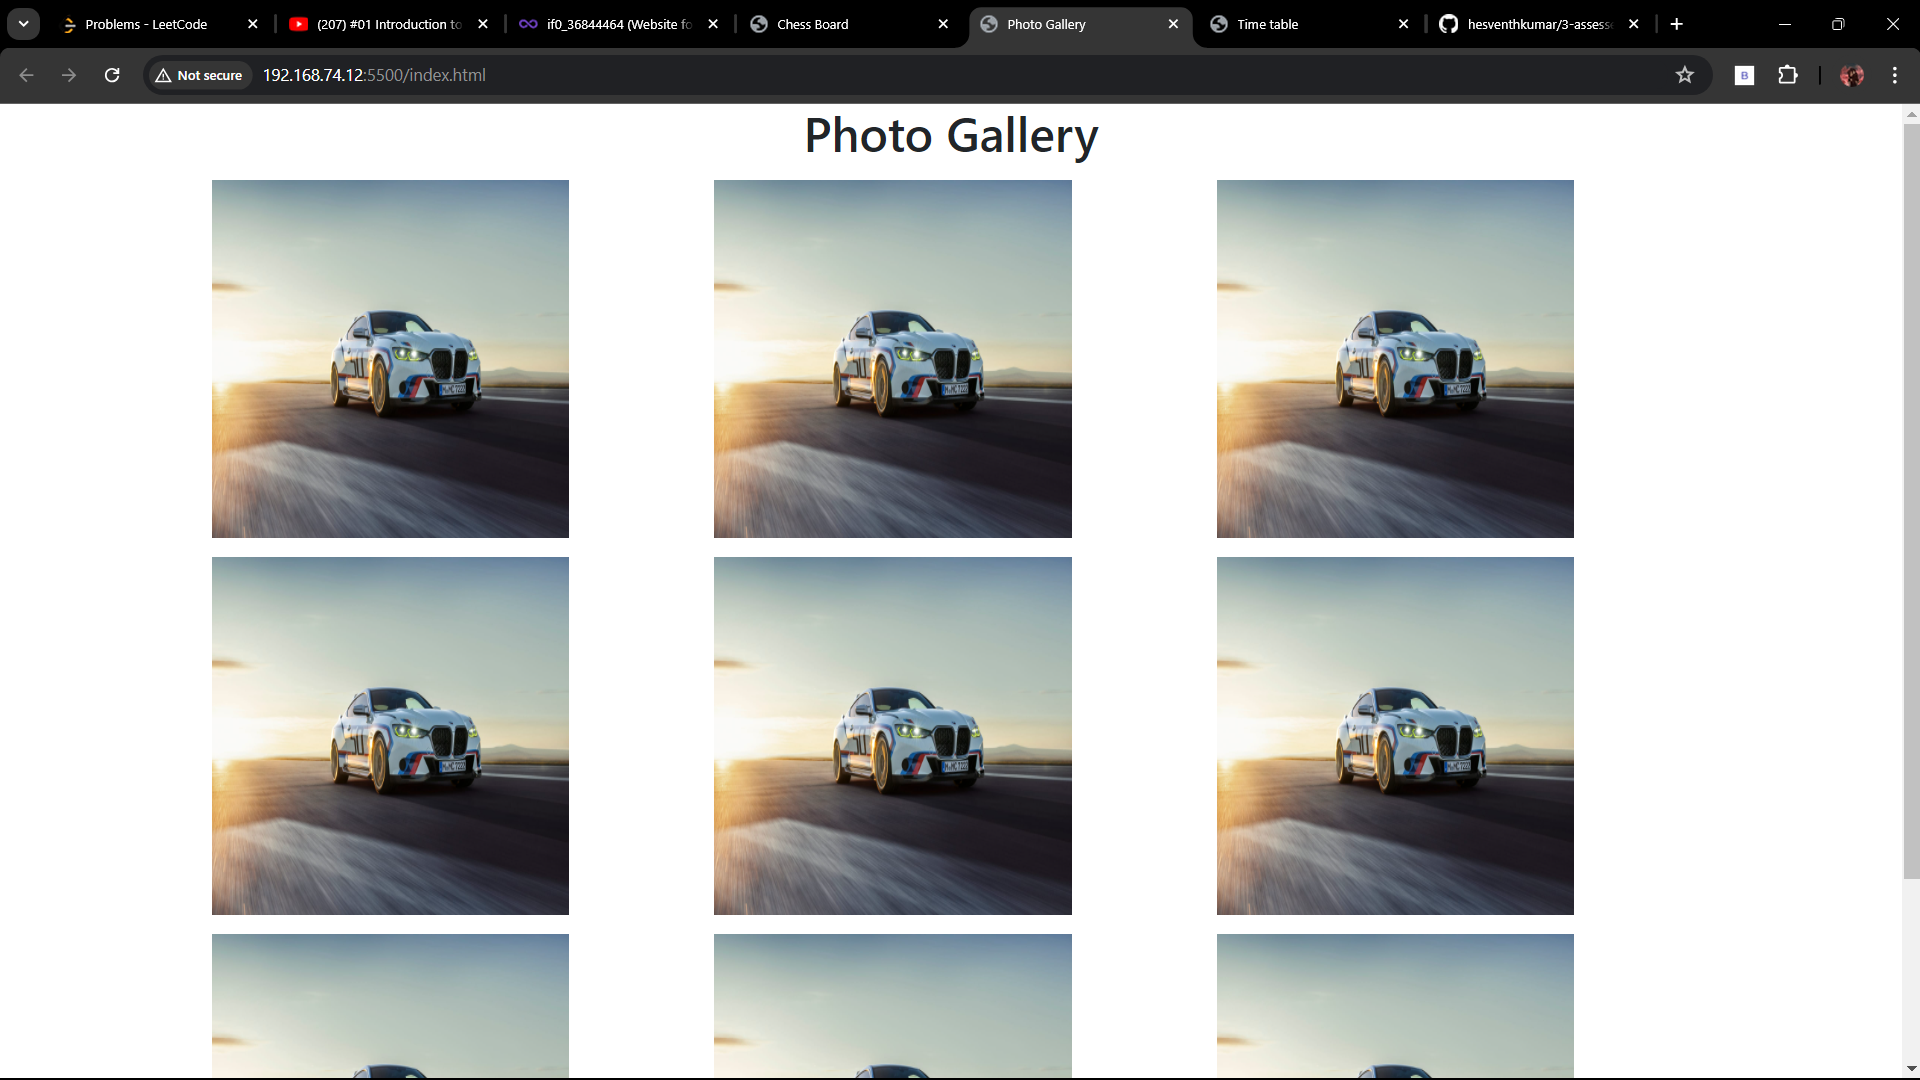 Problems - LeetCode
(207) #01 Introduction to
if0_36844464 (Website fo
Chess Board
Photo Gallery
Time table
hesventhkumar/3-assess
Not secure
192.168.74.12:5500/index.html
B
Photo Gallery